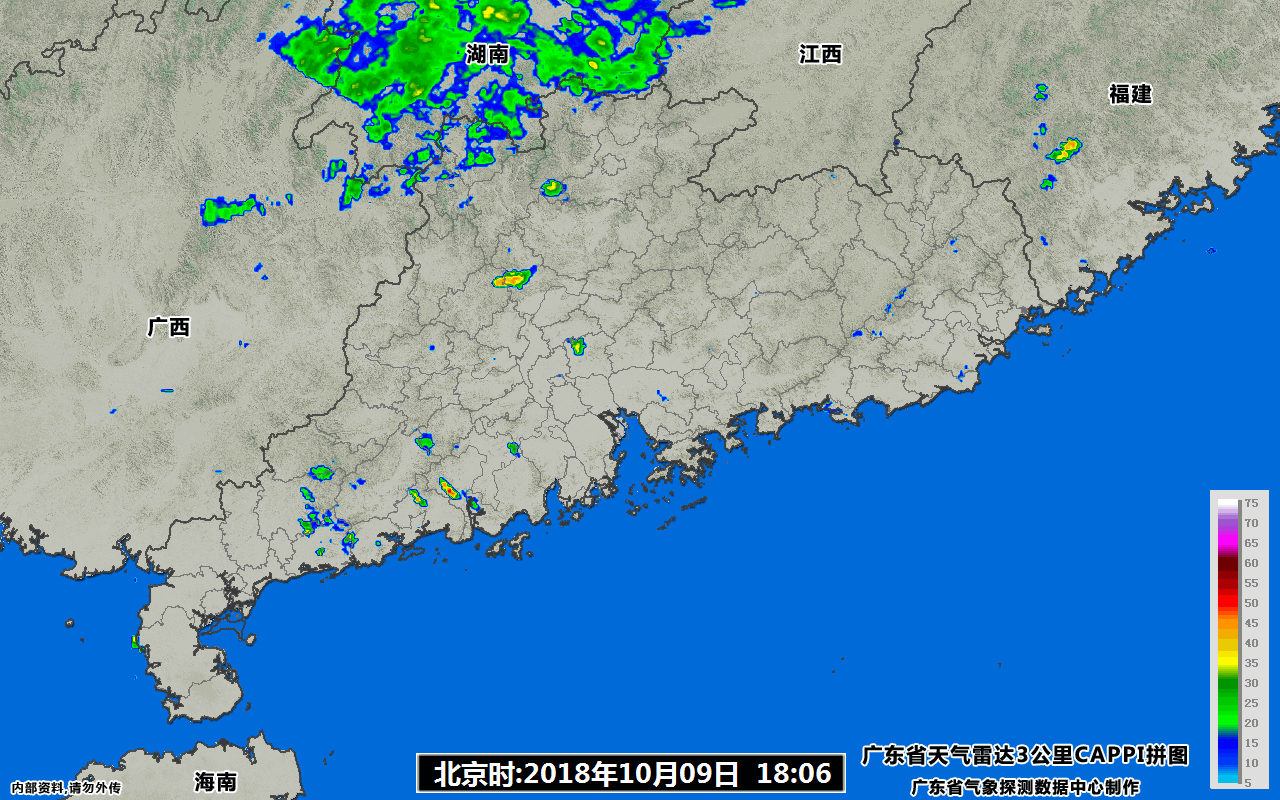 湖南
江西
福建
广西
75
70
65
60
55
50
45
40
35
30
25
20
15
10
5
广东省天气雷达3公里CAPPI拼图
北京时:2018年10月09日 18:06
海南
内部资料,请勿外传
广东省气象探测数据中心制作